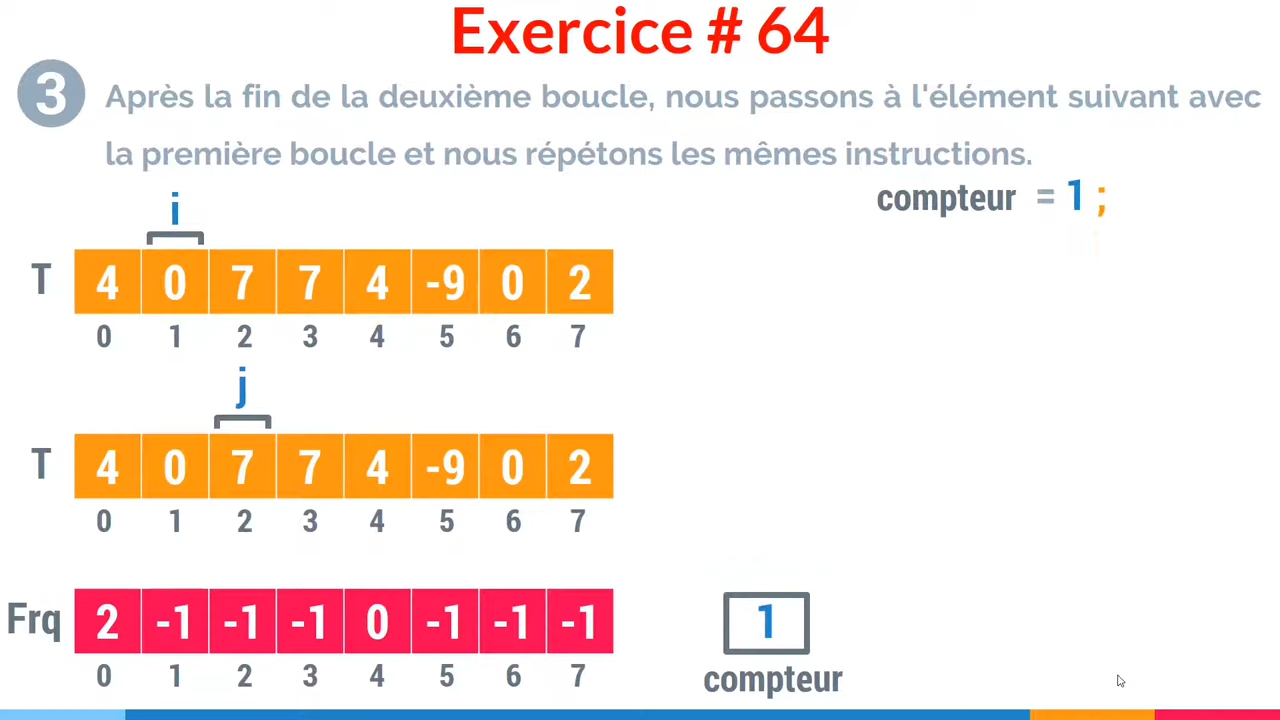 Exercice # 64
3 Après la fin de la deuxième boucle, nous passons à l'élément suivant avec
la première boucle et nous répétons les mêmes instructions.
compteur = 1 ;
i
T 4 0 7 7 4 -9 0 2
0 1 2 3 4 5 6 7
j
T 4 0 7 7 4 -9 0 2
0 1 2 3 4 5 6 7
Frq 2 -1 -1 -1 0 -1 -1 -1 1
0 1 2 3 4 5 6 7 compteur